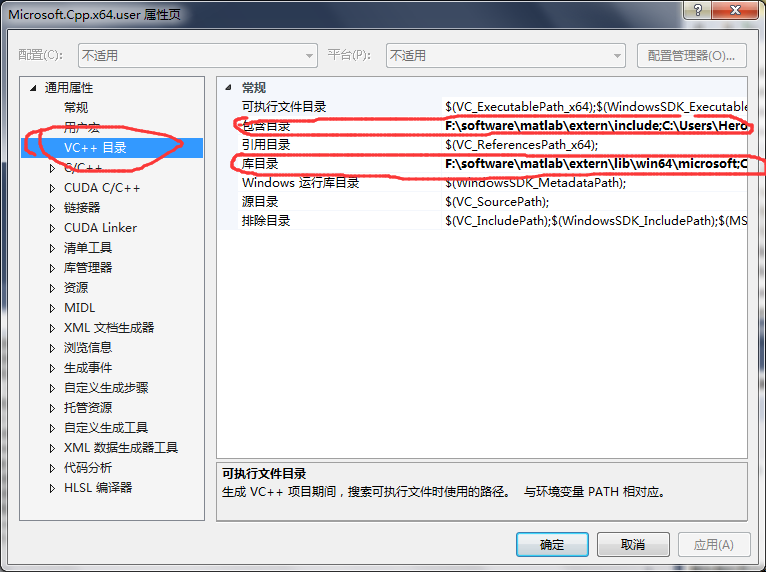 Microsoft.Cpp.x64.user 属性页
配置(C): 不适用 平台(P): 不适用 配置管理器(O)...
通用属性
常规
用户宏
VC++ 目录
C/C++
CUDA C/C++
链接器
CUDA Linker
清单工具
库管理器
资源
MIDL
XML 文档生成器
浏览信息
生成事件
自定义生成步骤
托管资源
自定义生成工具
XML 数据生成器工具
代码分析
HLSL 编译器
常规
可执行文件目录 $(VC_ExecutablePath_x64);$(WindowsSDK_Executable
包含目录 F:\software\matlab\extern\include;C:\Users\Hero
引用目录 $(VC_ReferencesPath_x64);
库目录 F:\software\matlab\extern\lib\win64\microsoft;C
Windows 运行库目录 $(WindowsSDK_MetadataPath);
源目录 $(VC_SourcePath);
排除目录 $(VC_IncludePath);$(WindowsSDK_IncludePath);$(MS
可执行文件目录
生成 VC++ 项目期间，搜索可执行文件时使用的路径。 与环境变量 PATH 相对应。
确定 取消 应用(A)